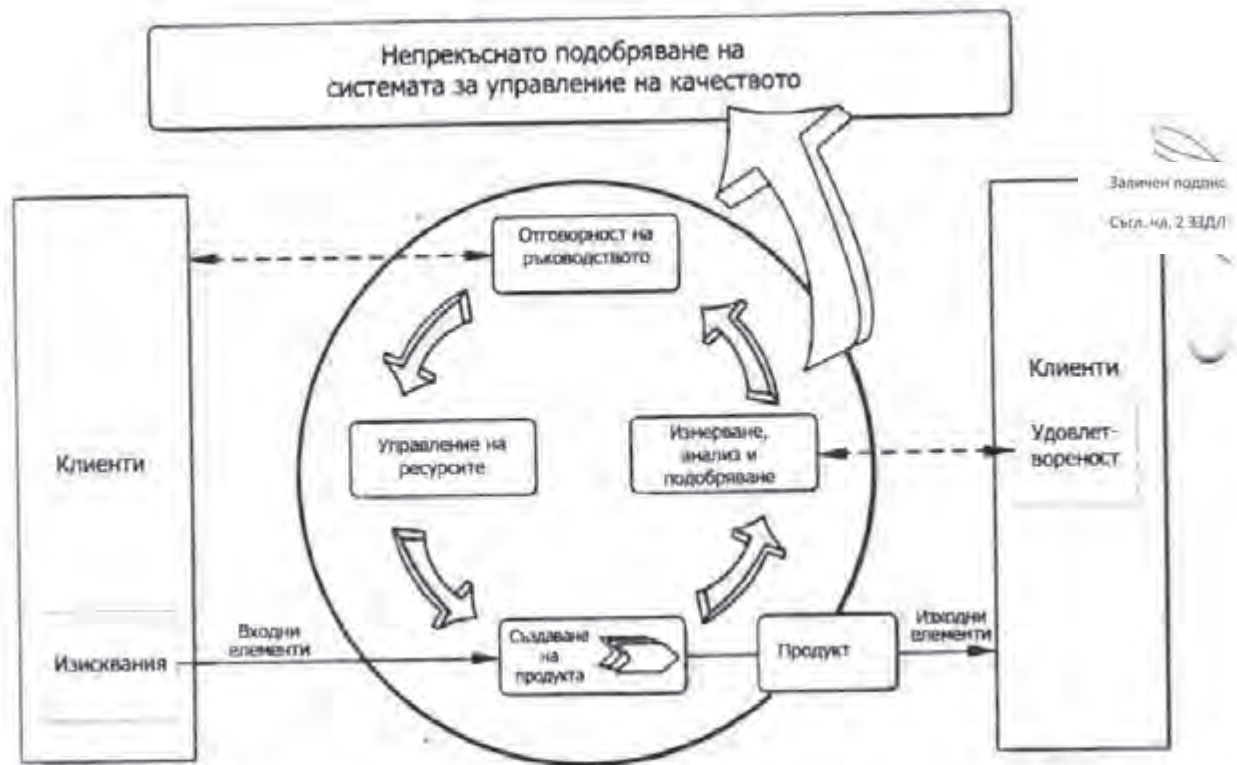 Непрекъснато подобряване на
системата за управление на качеството
Заличен подпис
Съгл. чл. 2 ЗЗДЛ
Отговорност на
ръководството
Клиенти
Управление на
ресурсите
Измерване,
анализ и
подобряване
Клиенти
Удовлет-
вореност
Изисквания
Входни
елементи
Създаване
на
продукта
Продукт
Изходни
елементи